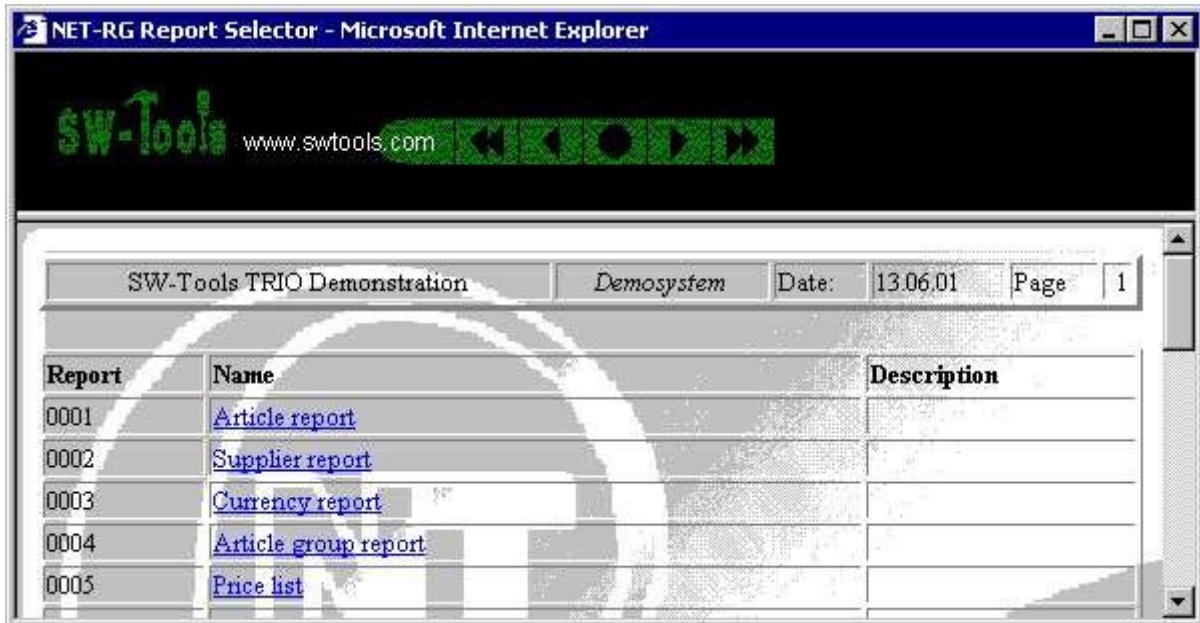 NET-RG Report Selector - Microsoft Internet Explorer
SW-Tools www.swtools.com
SW-Tools TRIO Demonstration Demosystem Date: 13.06.01 Page 1
Report Name Description
0001 Article report
0002 Supplier report
0003 Currency report
0004 Article group report
0005 Price list